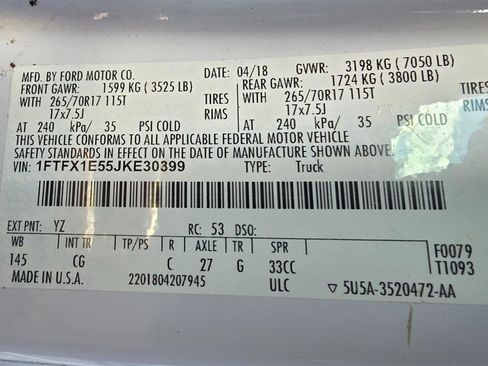 MFD. BY FORD MOTOR CO. DATE: 04/18 GVWR: 3198 KG ( 7050 LB)
FRONT GAWR: 1599 KG ( 3525 LB) REAR GAWR: 1724 KG ( 3800 LB)
WITH 265/70R17 115T TIRES WITH 265/70R17 115T TIRES
17x7.5J RIMS 17x7.5J RIMS
AT 240 kPa/ 35 PSI COLD AT 240 kPa/ 35 PSI COLD
THIS VEHICLE CONFORMS TO ALL APPLICABLE FEDERAL MOTOR VEHICLE
SAFETY STANDARDS IN EFFECT ON THE DATE OF MANUFACTURE SHOWN ABOVE.
VIN: 1FTFX1E55JKE30399 TYPE: Truck
EXT PNT: YZ RC: 53 DSO:
WB INT TR TP/PS R AXLE TR SPR F0079
145 CG C 27 G 33CC T1093
MADE IN U.S.A. 2201804207945 ULC ▽ 5U5A-3520472-AA